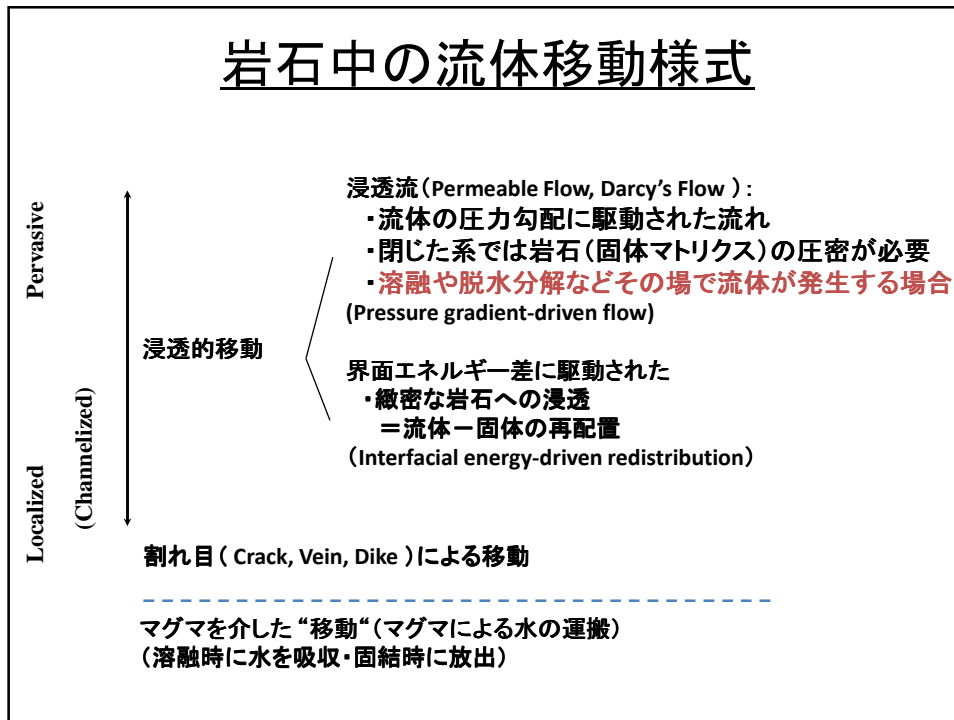 岩石中の流体移動様式
Pervasive
Localized
(Channelized)
浸透流(Permeable Flow, Darcy’s Flow ):
・流体の圧力勾配に駆動された流れ
・閉じた系では岩石(固体マトリクス)の圧密が必要
・溶融や脱水分解などその場で流体が発生する場合
(Pressure gradient-driven flow)
浸透的移動
界面エネルギー差に駆動された
・緻密な岩石への浸透
=流体-固体の再配置
(Interfacial energy-driven redistribution)
割れ目( Crack, Vein, Dike )による移動
マグマを介した “移動“(マグマによる水の運搬)
(溶融時に水を吸収・固結時に放出)